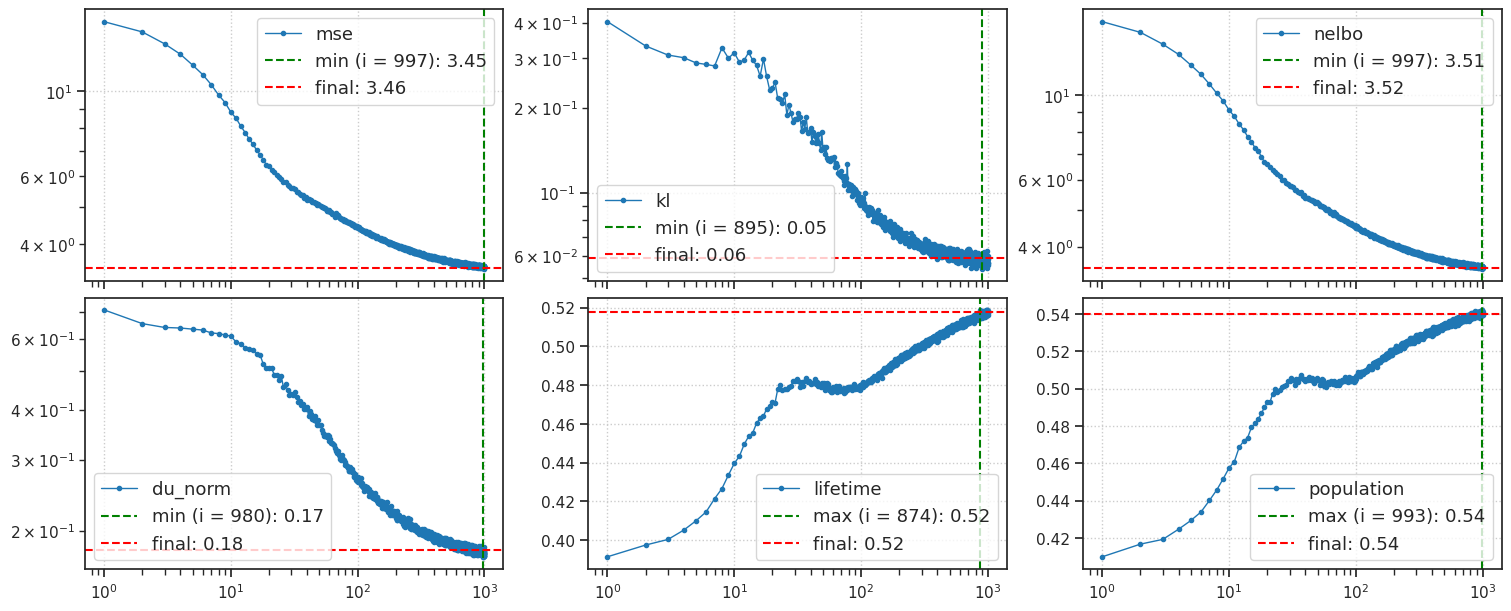 mse
min (i = 997): 3.45
final: 3.46
10¹
6 × 10⁰
4 × 10⁰
kl
min (i = 895): 0.05
final: 0.06
4 × 10⁻¹
3 × 10⁻¹
2 × 10⁻¹
10⁻¹
6 × 10⁻²
nelbo
min (i = 997): 3.51
final: 3.52
10¹
6 × 10⁰
4 × 10⁰
du_norm
min (i = 980): 0.17
final: 0.18
6 × 10⁻¹
4 × 10⁻¹
3 × 10⁻¹
2 × 10⁻¹
10⁰ 10¹ 10² 10³
lifetime
max (i = 874): 0.52
final: 0.52
0.52
0.50
0.48
0.46
0.44
0.42
0.40
10⁰ 10¹ 10² 10³
population
max (i = 993): 0.54
final: 0.54
0.54
0.52
0.50
0.48
0.46
0.44
0.42
10⁰ 10¹ 10² 10³